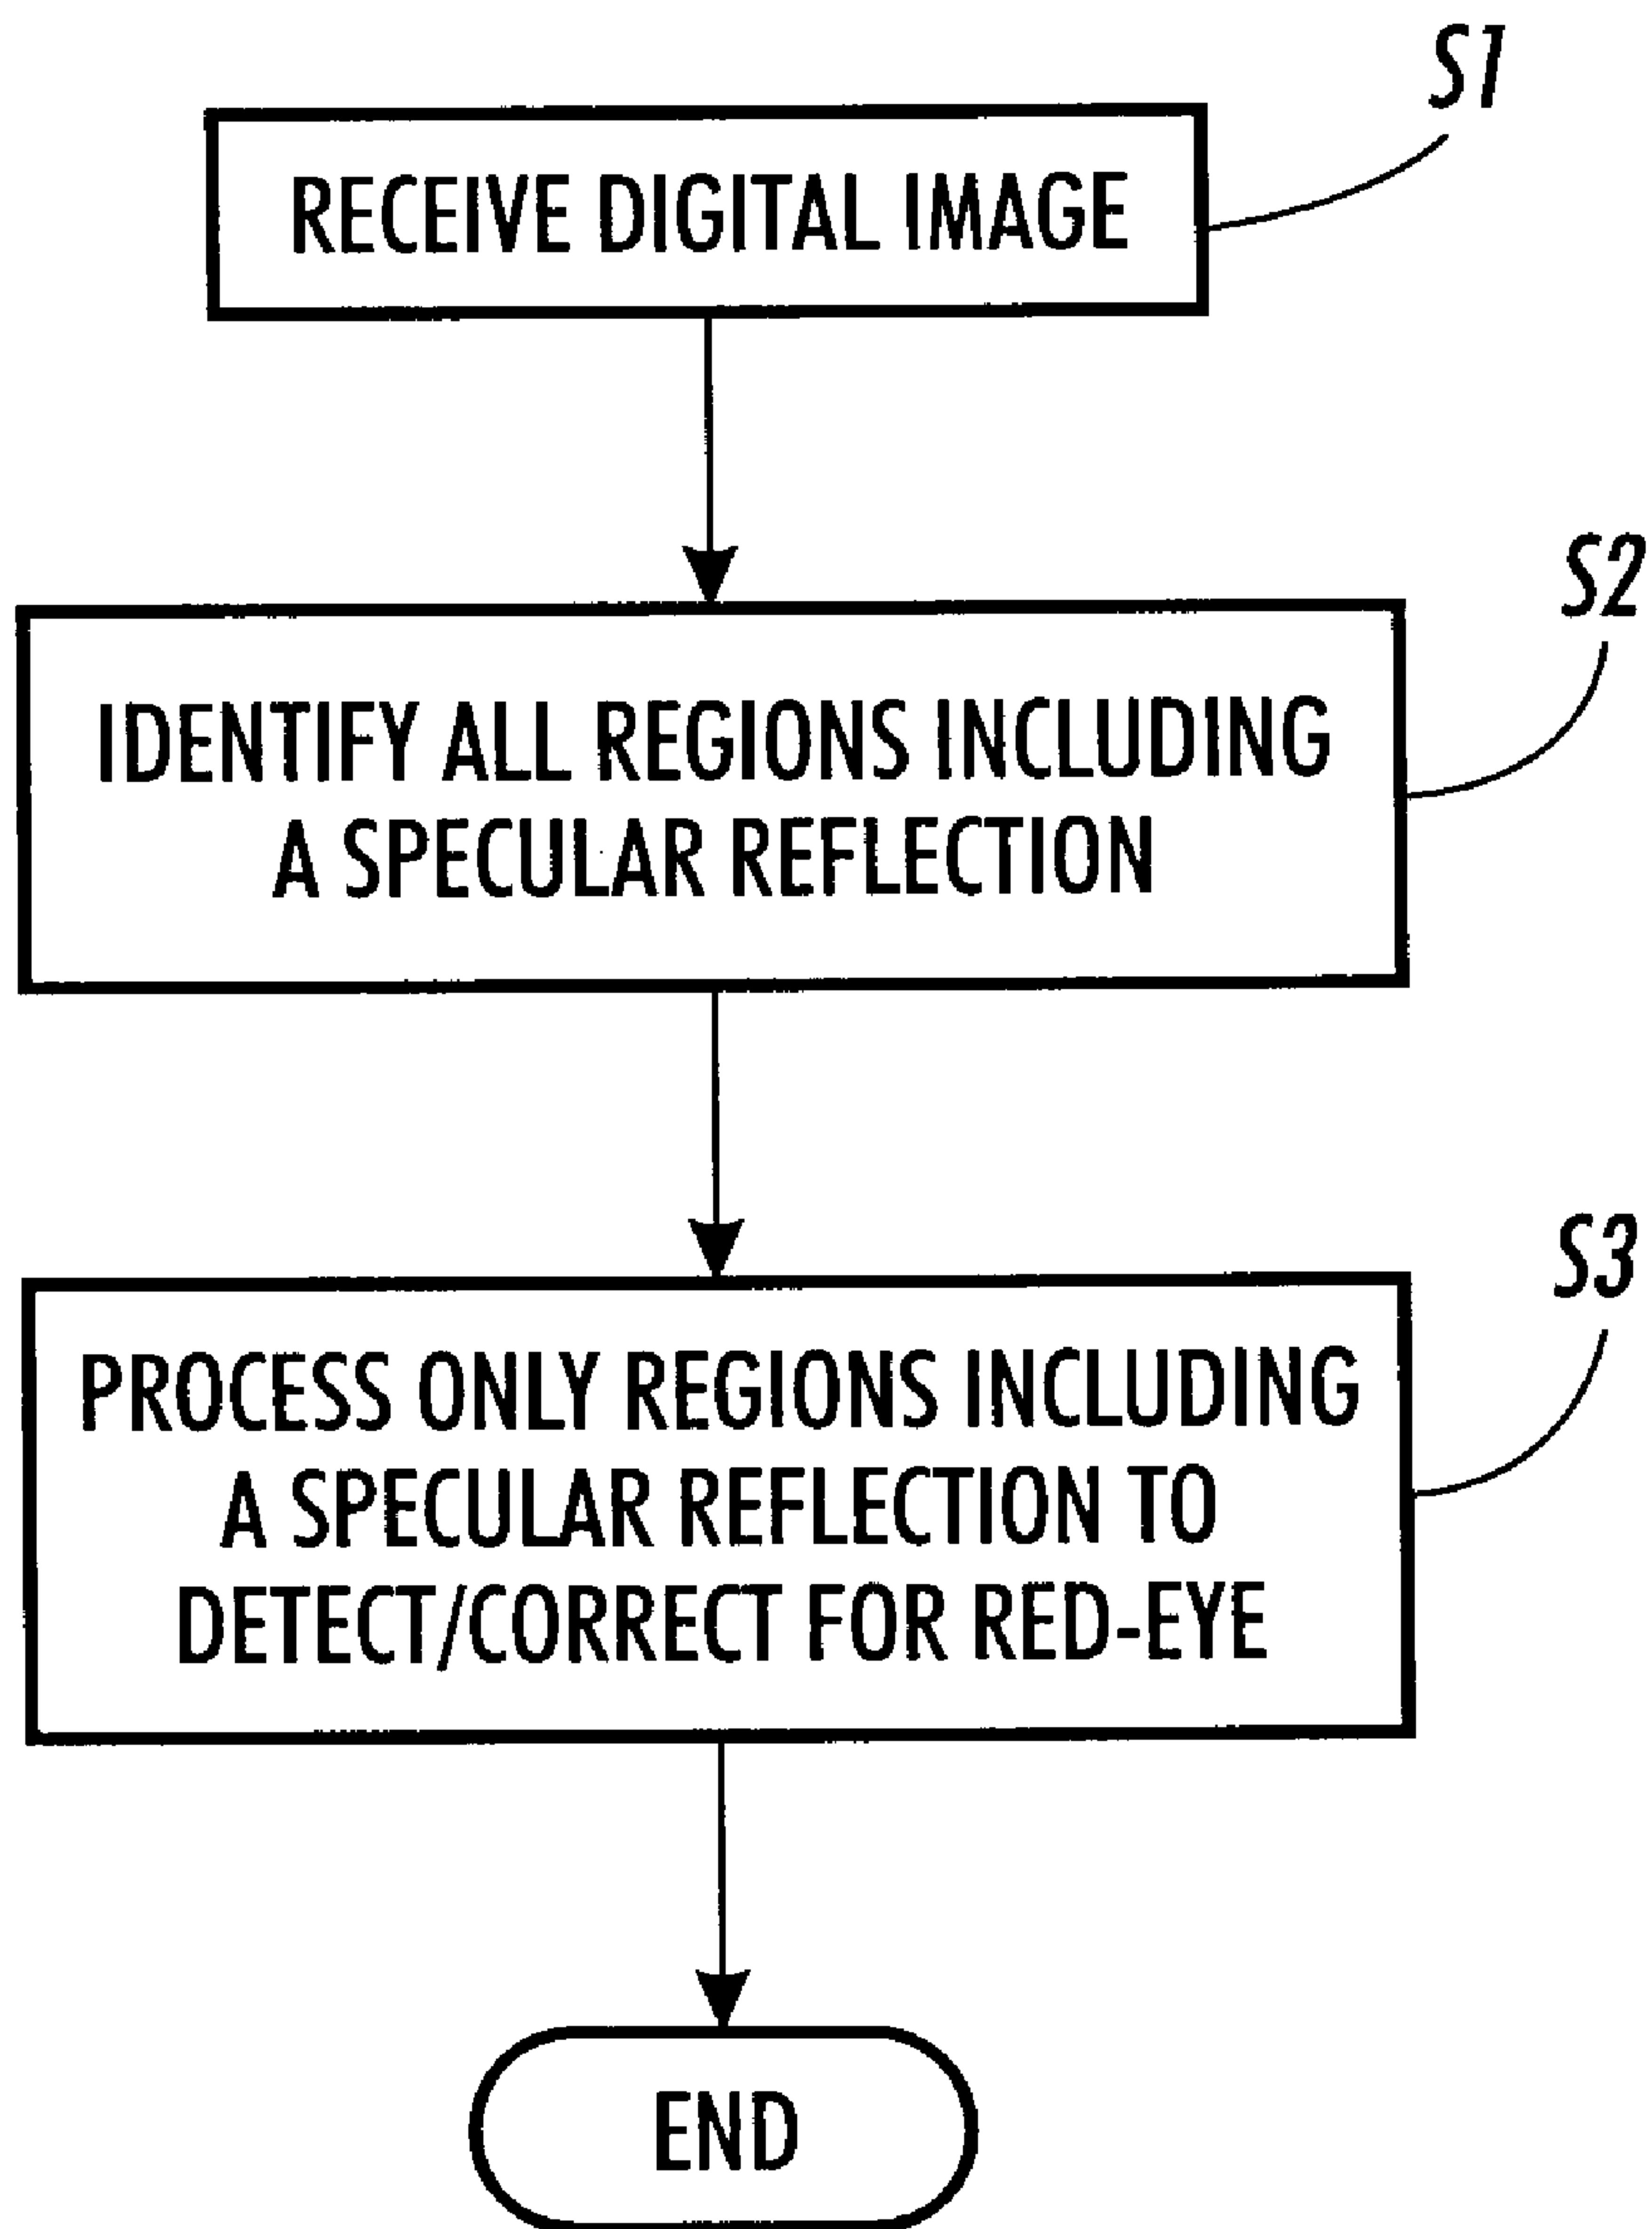 S1
RECEIVE DIGITAL IMAGE
S2
IDENTIFY ALL REGIONS INCLUDING
A SPECULAR REFLECTION
S3
PROCESS ONLY REGIONS INCLUDING
A SPECULAR REFLECTION TO
DETECT/CORRECT FOR RED-EYE
END